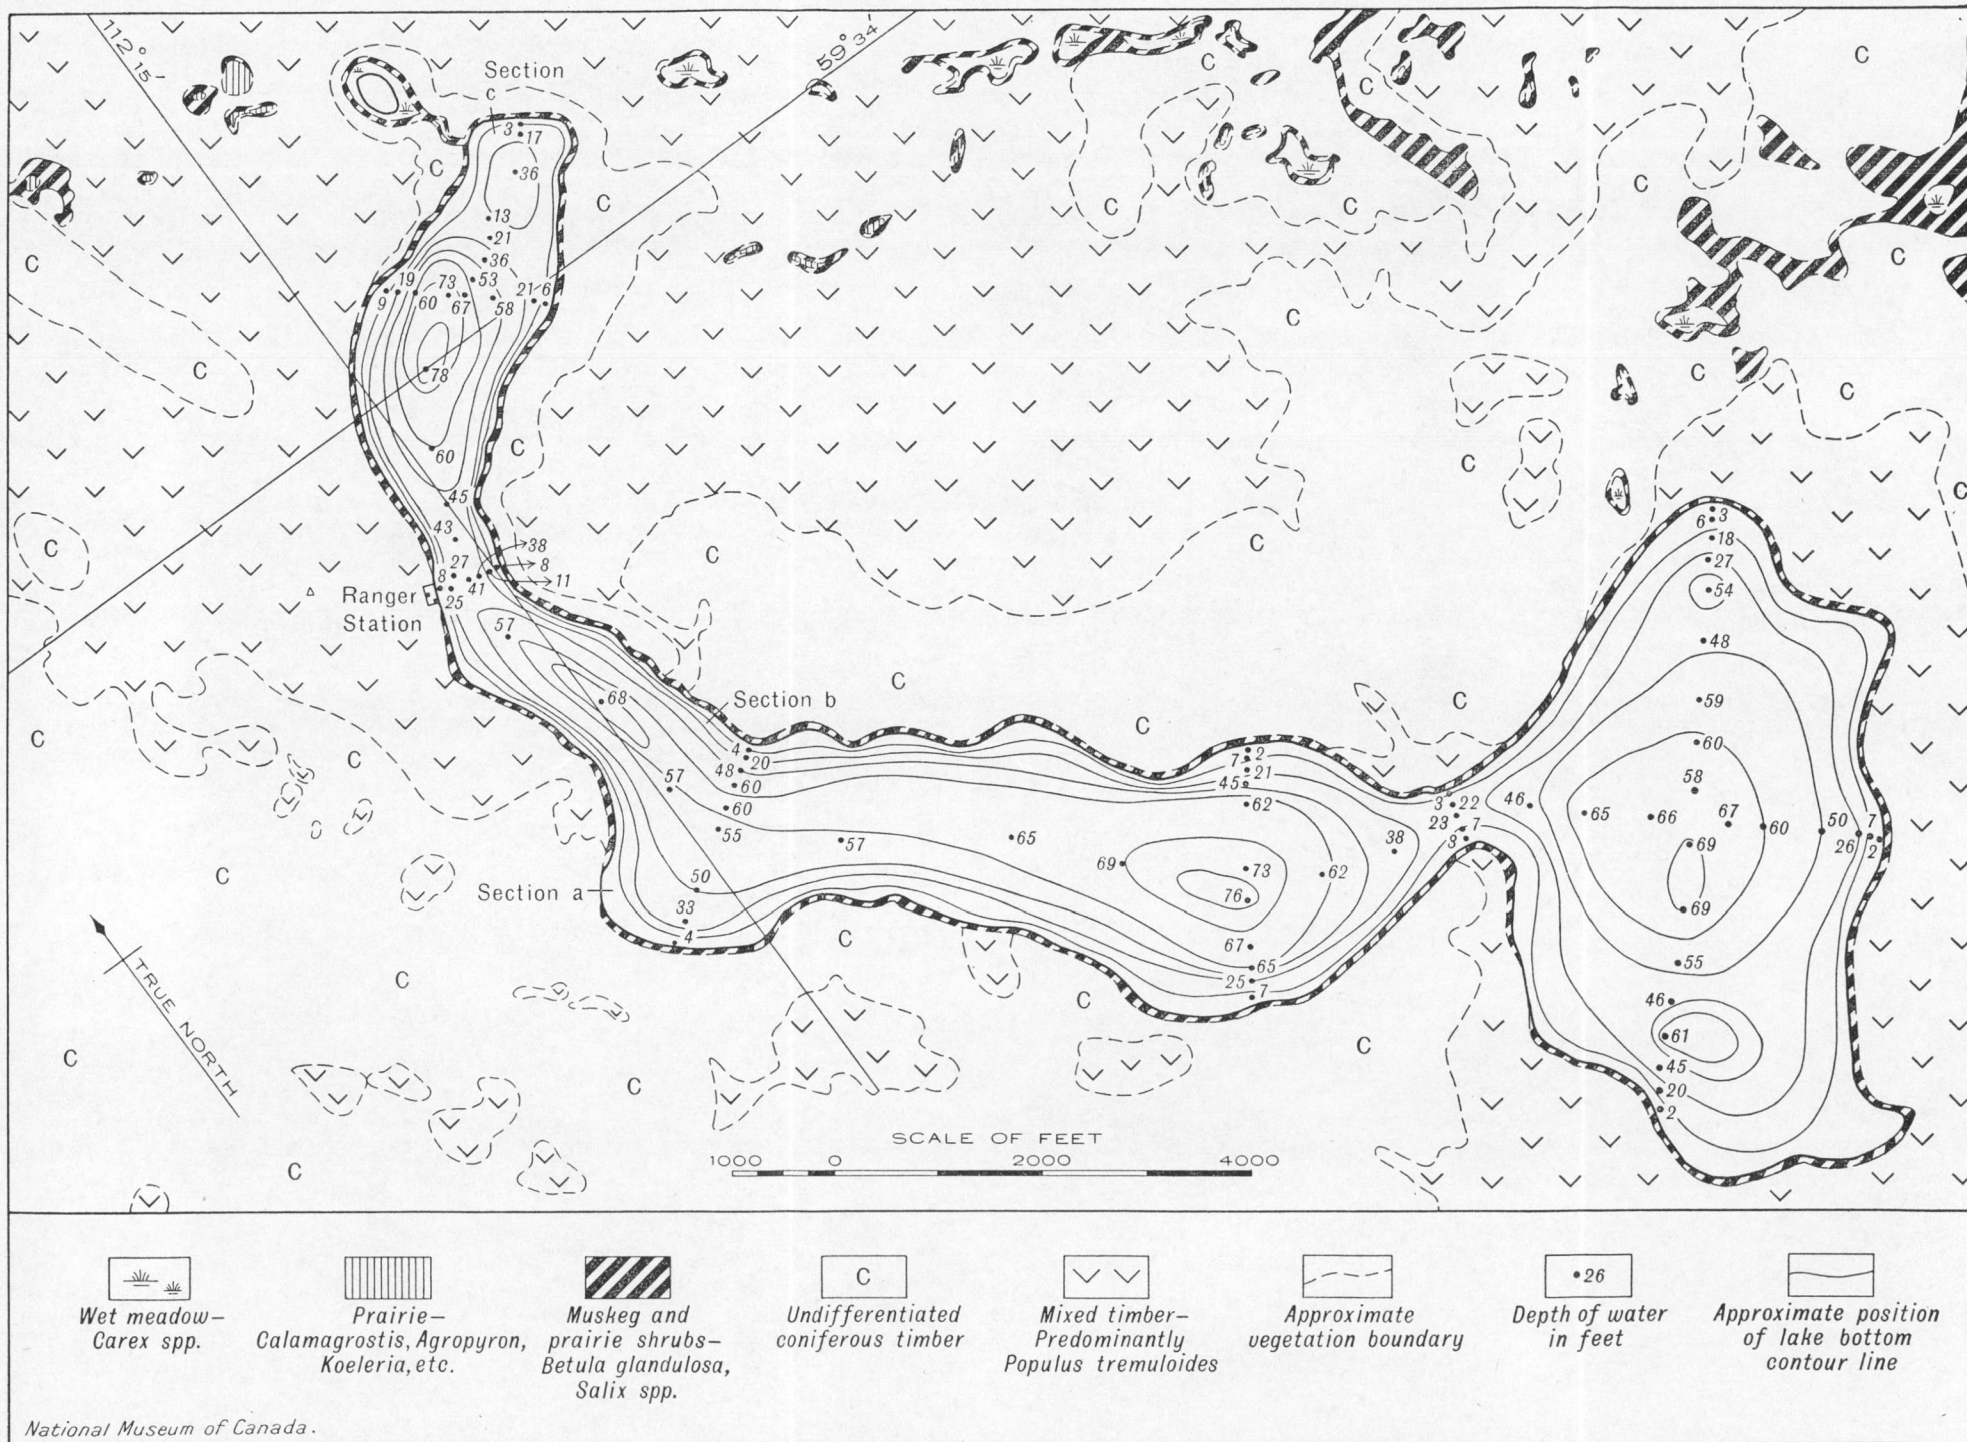 112° 15-
59° 34
Section
c
3
17
36
13
21
36
53
19
73
9
60
67
58
21
6
78
60
45
43
38
27
8
8
41
11
25
Ranger
Station
57
68
Section b
4
20
48
60
57
60
55
57
65
Section a
50
33
4
2
7
21
45
62
69
73
76
62
38
67
65
25
7
3
22
23
7
3
46
3
6
18
27
54
48
59
60
58
65
66
67
60
50
7
26
2
69
69
55
46
61
45
20
2
TRUE NORTH
C
SCALE OF FEET
1000 0 2000 4000
C
Wet meadow–
Carex spp.
Prairie–
Calamagrostis, Agropyron,
Koeleria, etc.
Muskeg and
prairie shrubs–
Betula glandulosa,
Salix spp.
Undifferentiated
coniferous timber
Mixed timber–
Predominantly
Populus tremuloides
Approximate
vegetation boundary
•26
Depth of water
in feet
Approximate position
of lake bottom
contour line
National Museum of Canada.